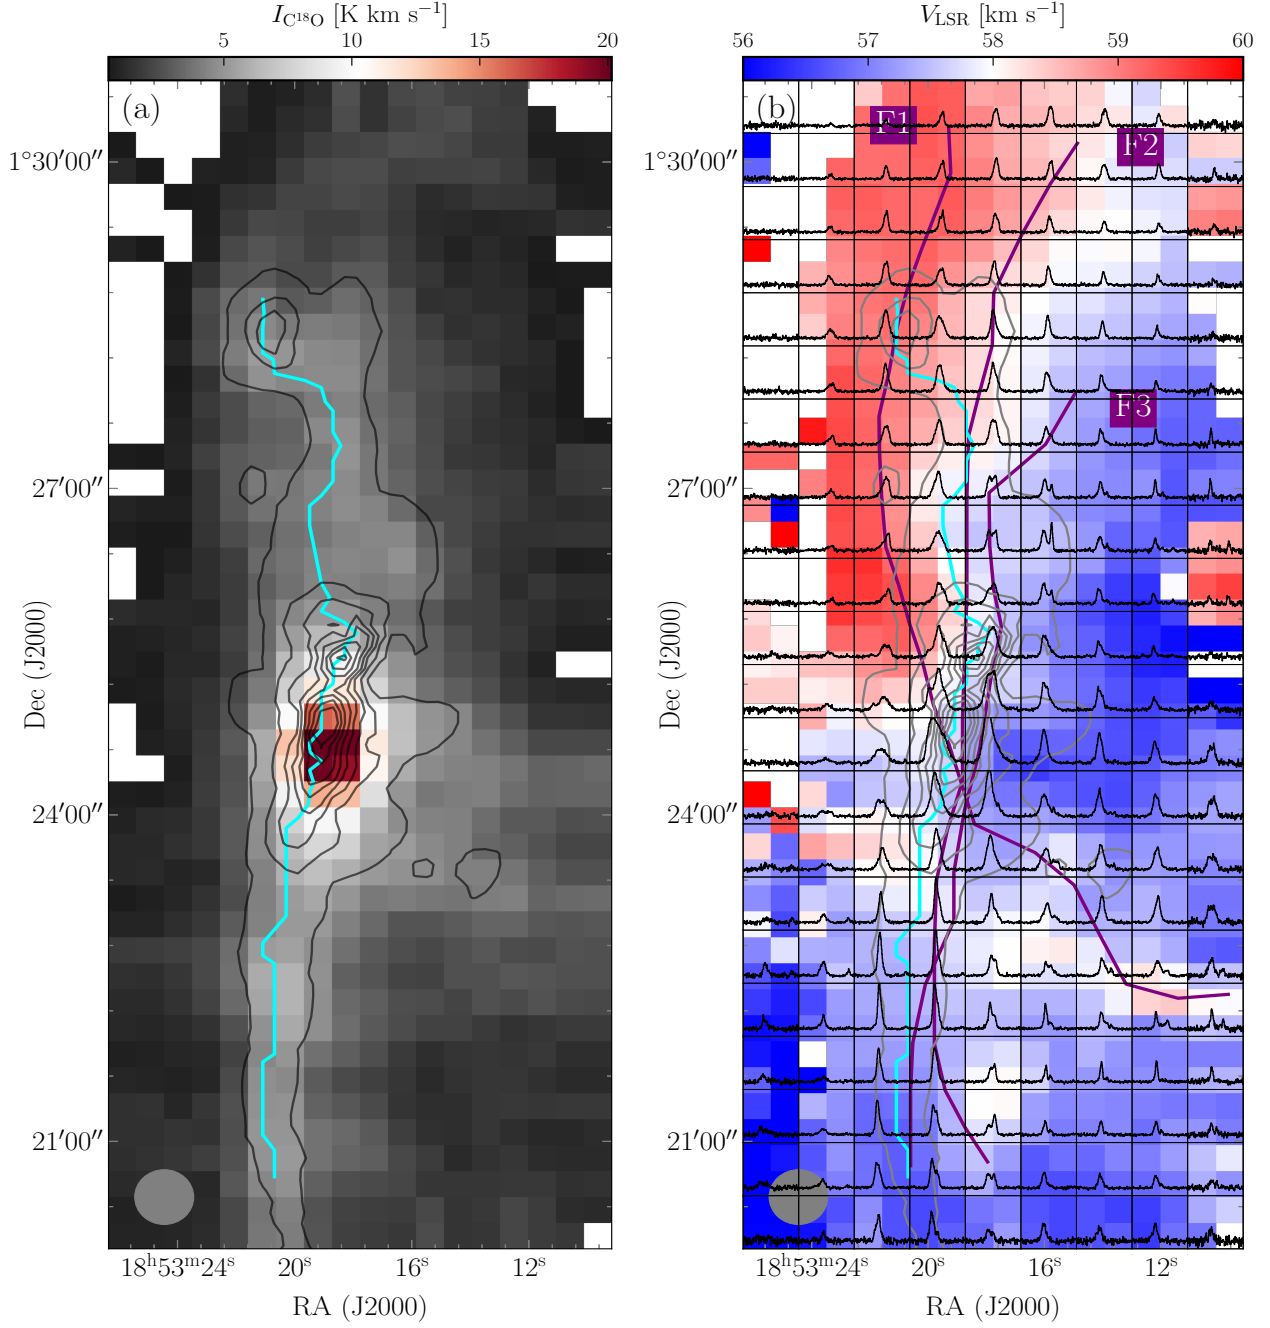 I_C¹⁸O [K km s⁻¹]
5 10 15 20
(a)
1°30′00″
27′00″
24′00″
21′00″
Dec (J2000)
18ʰ53ᵐ24ˢ 20ˢ 16ˢ 12ˢ
RA (J2000)
V_LSR [km s⁻¹]
56 57 58 59 60
(b)
F1
F2
F3
1°30′00″
27′00″
24′00″
21′00″
Dec (J2000)
18ʰ53ᵐ24ˢ 20ˢ 16ˢ 12ˢ
RA (J2000)